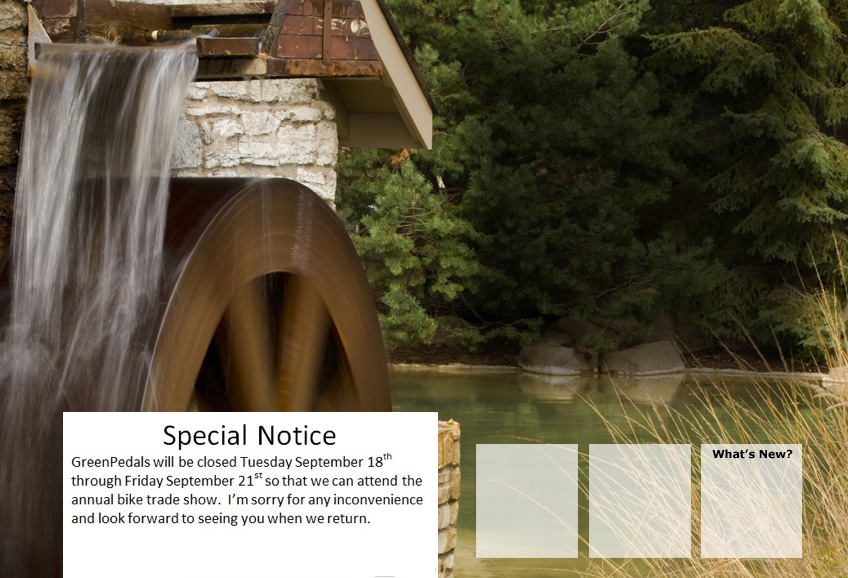 Special Notice
GreenPedals will be closed Tuesday September 18th
through Friday September 21st so that we can attend the
annual bike trade show.  I'm sorry for any inconvenience
and look forward to seeing you when we return.
What's New?